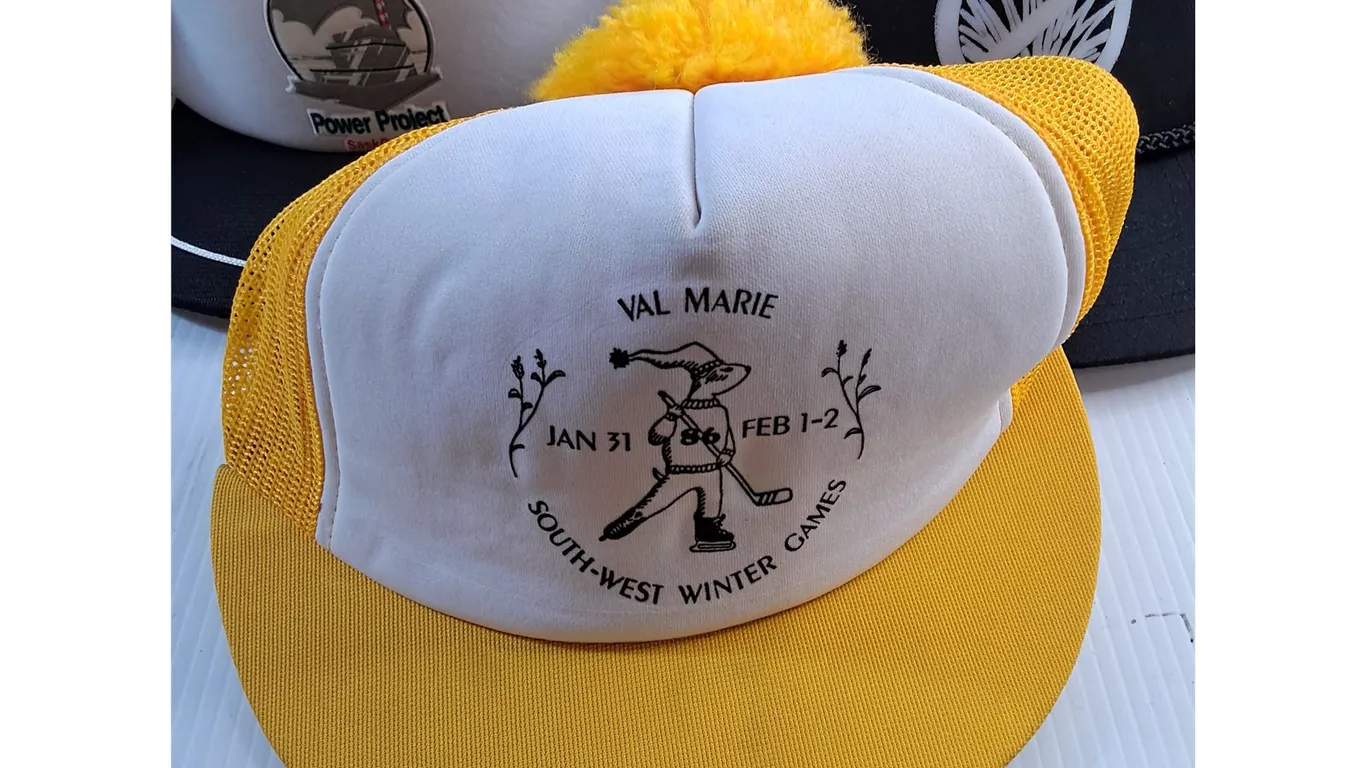 Power Project
VAL MARIE
JAN 31 86 FEB 1-2
SOUTH-WEST WINTER GAMES